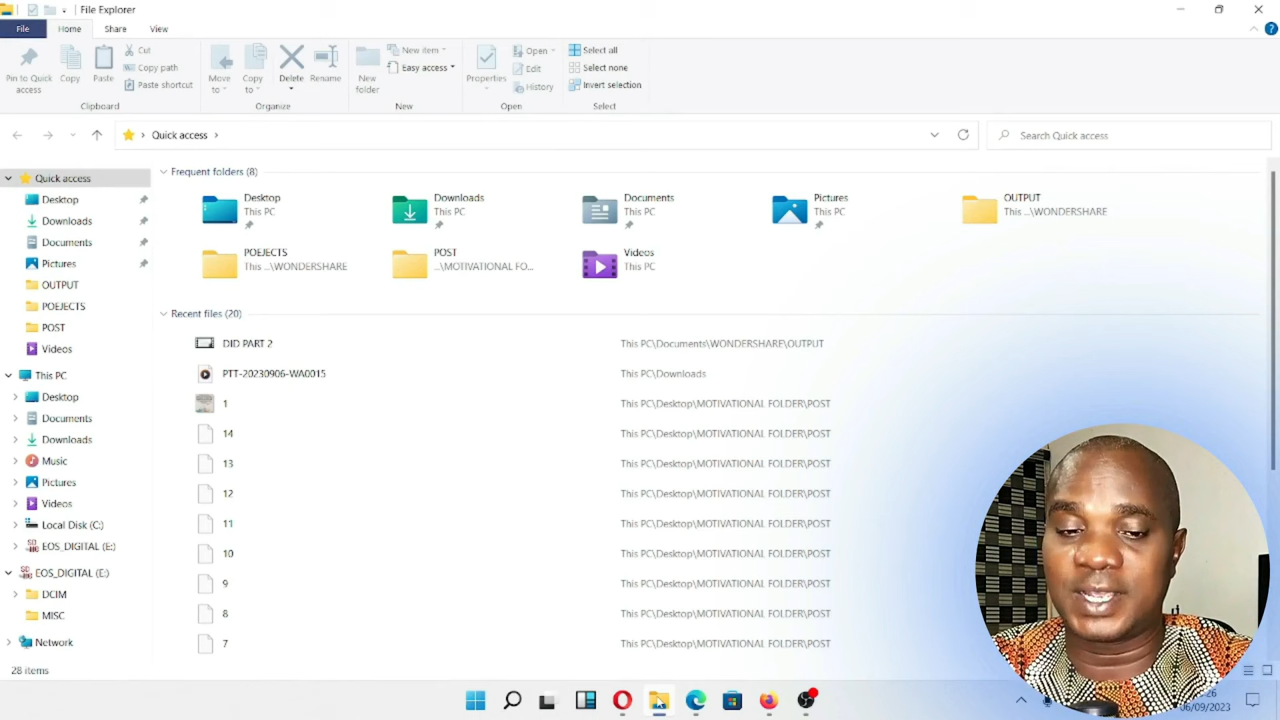 File Explorer
File Home Share View
Pin to Quick access
Copy
Paste
Cut
Copy path
Paste shortcut
Clipboard
Move to
Copy to
Delete
Rename
Organize
New folder
New item
Easy access
New
Properties
Open
Edit
History
Open
Select all
Select none
Invert selection
Select
Quick access
Search Quick access
Quick access
Desktop
Downloads
Documents
Pictures
OUTPUT
POEJECTS
POST
Videos
This PC
Desktop
Documents
Downloads
Music
Pictures
Videos
Local Disk (C:)
EOS_DIGITAL (E:)
EOS_DIGITAL (E:)
DCIM
MISC
Network
28 items
Frequent folders (8)
Desktop
This PC
Downloads
This PC
Documents
This PC
Pictures
This PC
OUTPUT
This ...\WONDERSHARE
POEJECTS
This ...\WONDERSHARE
POST
...\MOTIVATIONAL FO...
Videos
This PC
Recent files (20)
DID PART 2 This PC\Documents\WONDERSHARE\OUTPUT
PTT-20230906-WA0015 This PC\Downloads
1 This PC\Desktop\MOTIVATIONAL FOLDER\POST
14 This PC\Desktop\MOTIVATIONAL FOLDER\POST
13 This PC\Desktop\MOTIVATIONAL FOLDER\POST
12 This PC\Desktop\MOTIVATIONAL FOLDER\POST
11 This PC\Desktop\MOTIVATIONAL FOLDER\POST
10 This PC\Desktop\MOTIVATIONAL FOLDER\POST
9 This PC\Desktop\MOTIVATIONAL FOLDER\POST
8 This PC\Desktop\MOTIVATIONAL FOLDER\POST
7 This PC\Desktop\MOTIVATIONAL FOLDER\POST
06/09/2023